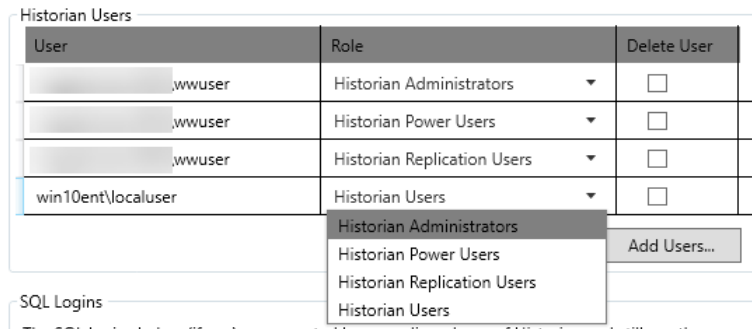 Historian Users
User Role Delete User
wwuser Historian Administrators
wwuser Historian Power Users
wwuser Historian Replication Users
win10ent\localuser Historian Users
Historian Administrators
Historian Power Users
Add Users...
Historian Replication Users
Historian Users
SQL Logins